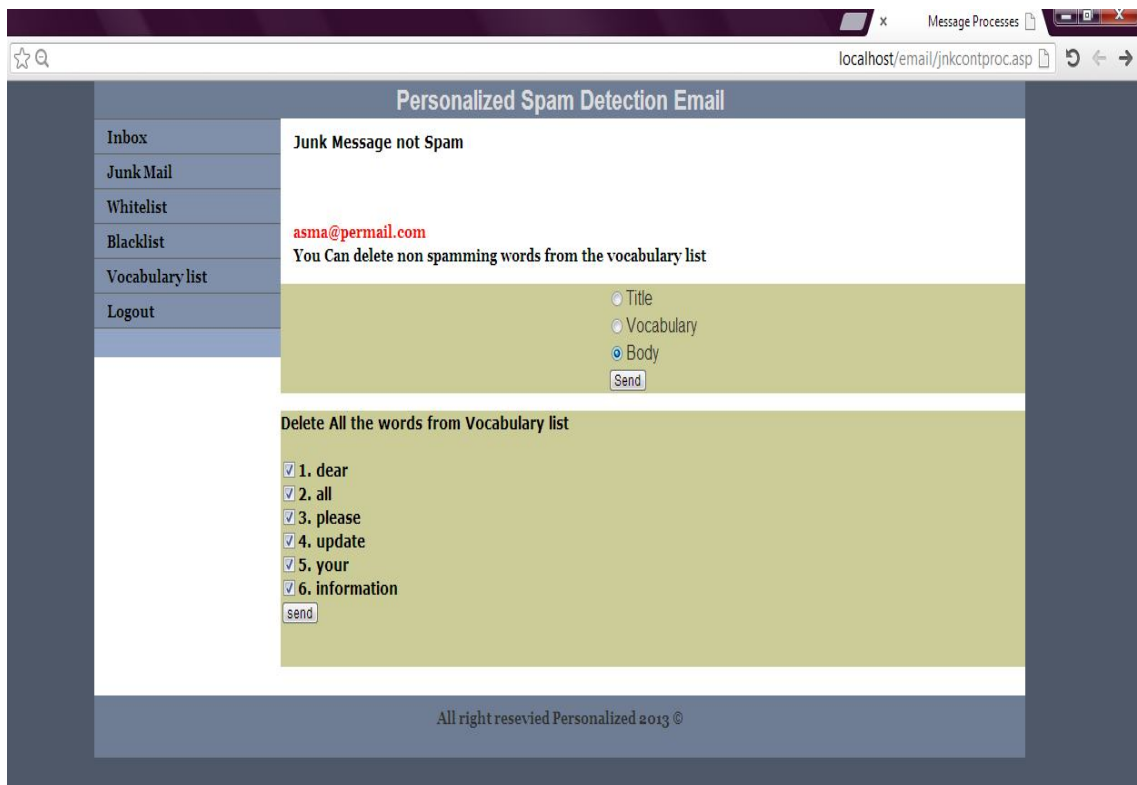 Message Processes
localhost/email/jnkcontproc.asp
Personalized Spam Detection Email
Inbox
Junk Mail
Whitelist
Blacklist
Vocabulary list
Logout
Junk Message not Spam
asma@permail.com
You Can delete non spamming words from the vocabulary list
Title
Vocabulary
Body
Send
Delete All the words from Vocabulary list
1. dear
2. all
3. please
4. update
5. your
6. information
send
All right resevied Personalized 2013 ©